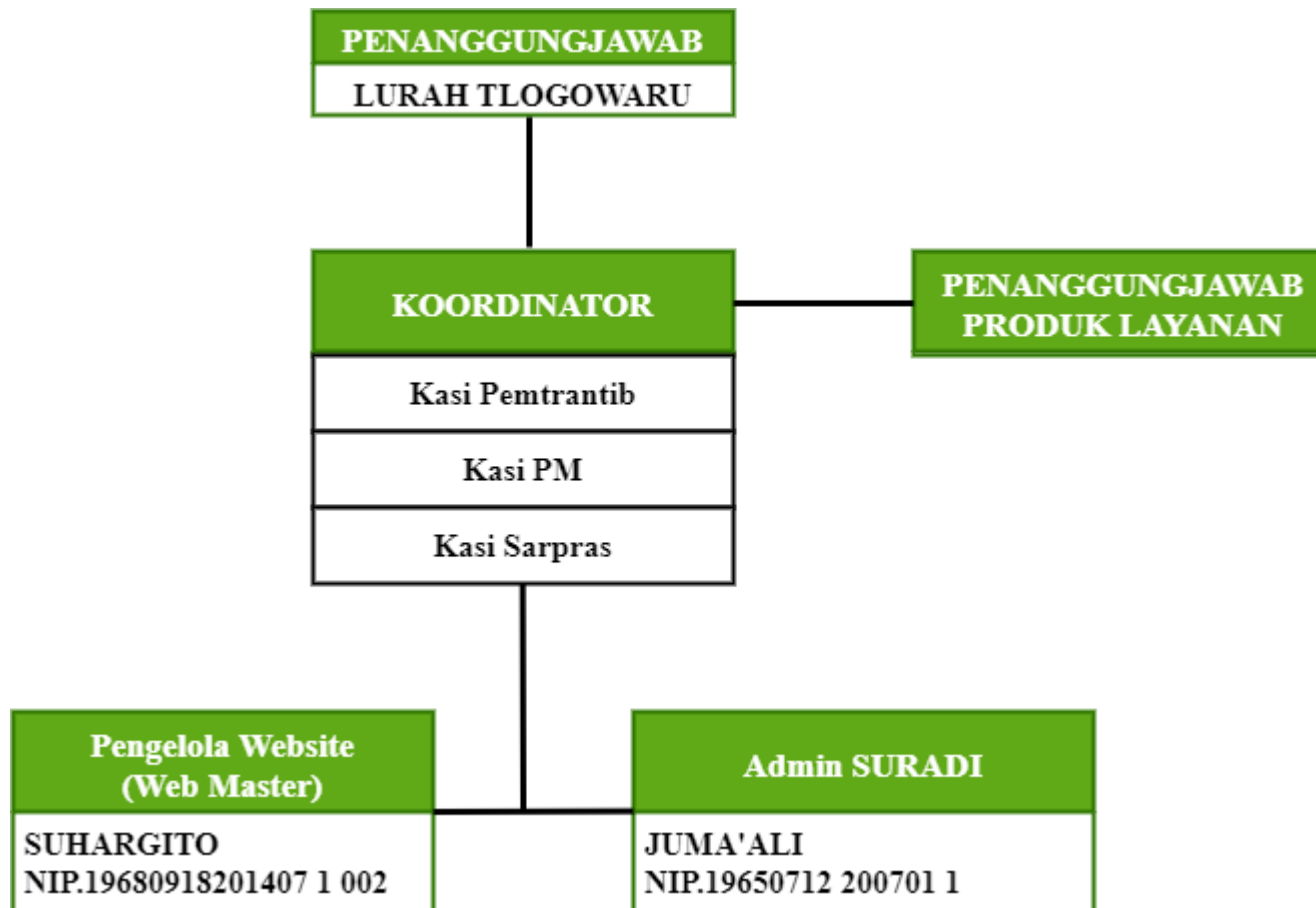 PENANGGUNGJAWAB
LURAH TLOGOWARU
KOORDINATOR
PENANGGUNGJAWAB
PRODUK LAYANAN
Kasi Pemtrantib
Kasi PM
Kasi Sarpras
Pengelola Website
(Web Master)
SUHARGITO
NIP.19680918201407 1 002
Admin SURADI
JUMA'ALI
NIP.19650712 200701 1